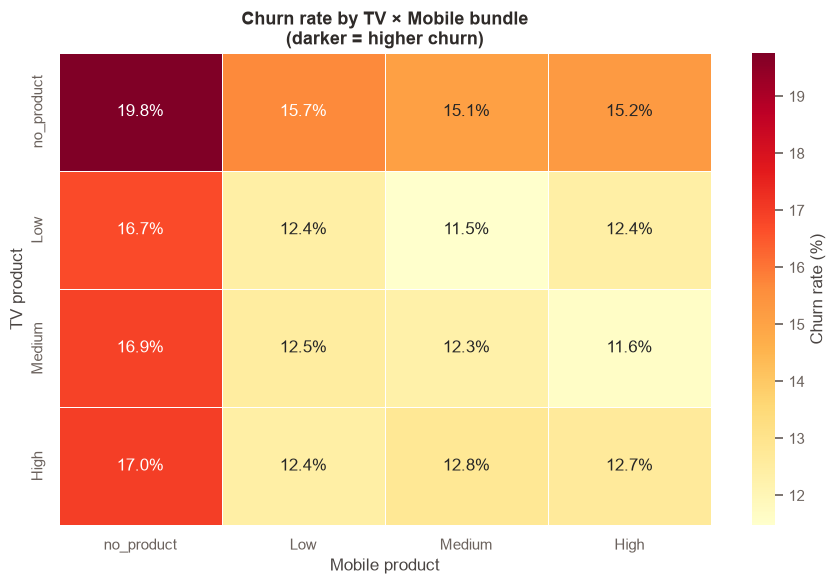 Churn rate by TV × Mobile bundle
(darker = higher churn)
no_product
19.8%
15.7%
15.1%
15.2%
Low
16.7%
12.4%
11.5%
12.4%
Medium
16.9%
12.5%
12.3%
11.6%
High
17.0%
12.4%
12.8%
12.7%
TV product
no_product
Low
Medium
High
Mobile product
19
18
17
16
15
14
13
12
Churn rate (%)